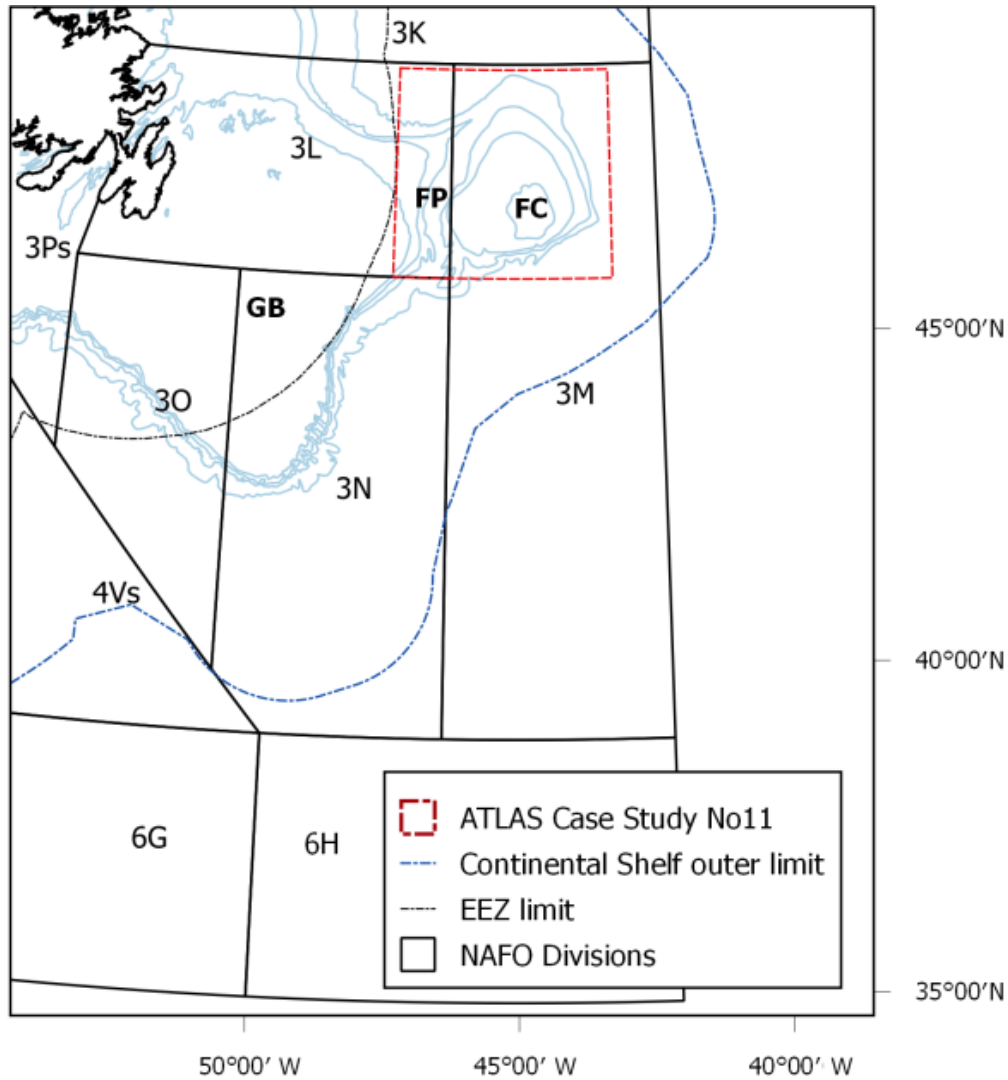 3K
3L
FP
FC
3Ps
GB
45°00'N
3O
3M
3N
4Vs
40°00'N
6G
6H
ATLAS Case Study No11
Continental Shelf outer limit
EEZ limit
NAFO Divisions
35°00'N
50°00' W
45°00' W
40°00' W